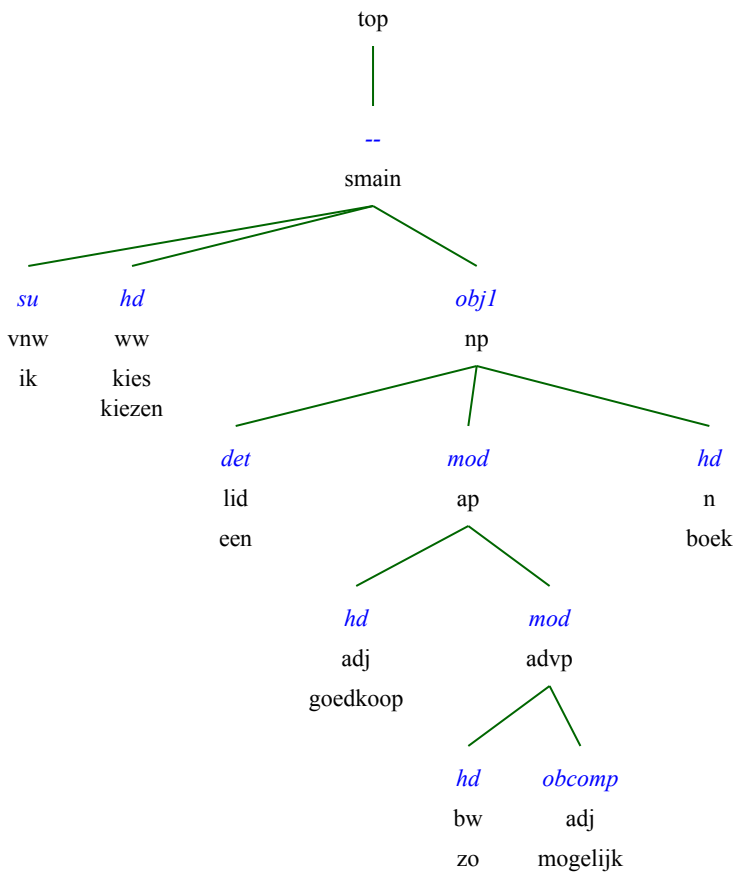 top
--
smain
su hd obj1
vnw ww np
ik kies
kiezen
det mod hd
lid ap n
een boek
hd mod
adj advp
goedkoop
hd obcomp
bw adj
zo mogelijk